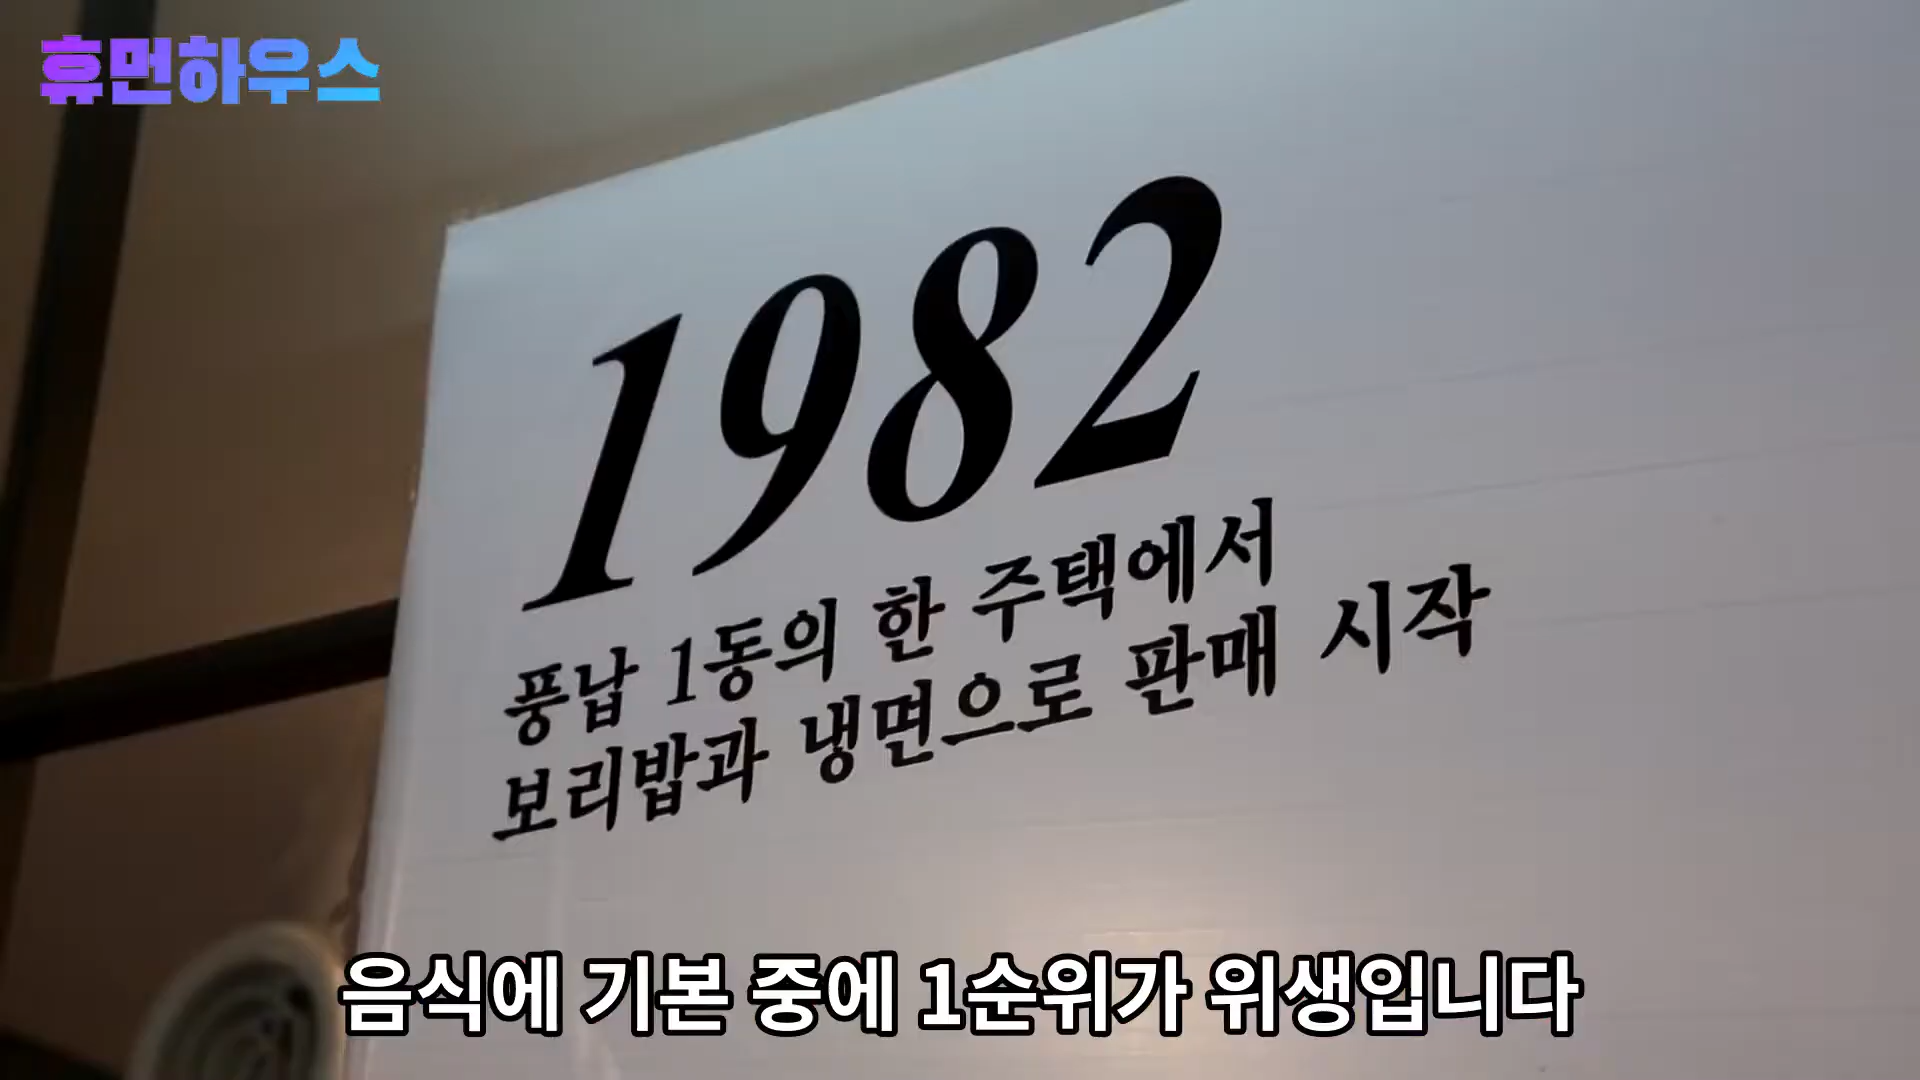 휴먼하우스
1982
풍납 1동의 한 주택에서
보리밥과 냉면으로 판매 시작
음식에 기본 중에 1순위가 위생입니다